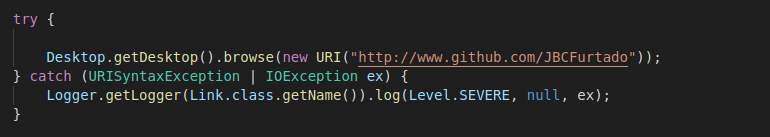 try {
Desktop.getDesktop().browse(new URI("http://www.github.com/JBCFurtado"));
} catch (URISyntaxException | IOException ex) {
Logger.getLogger(Link.class.getName()).log(Level.SEVERE, null, ex);
}